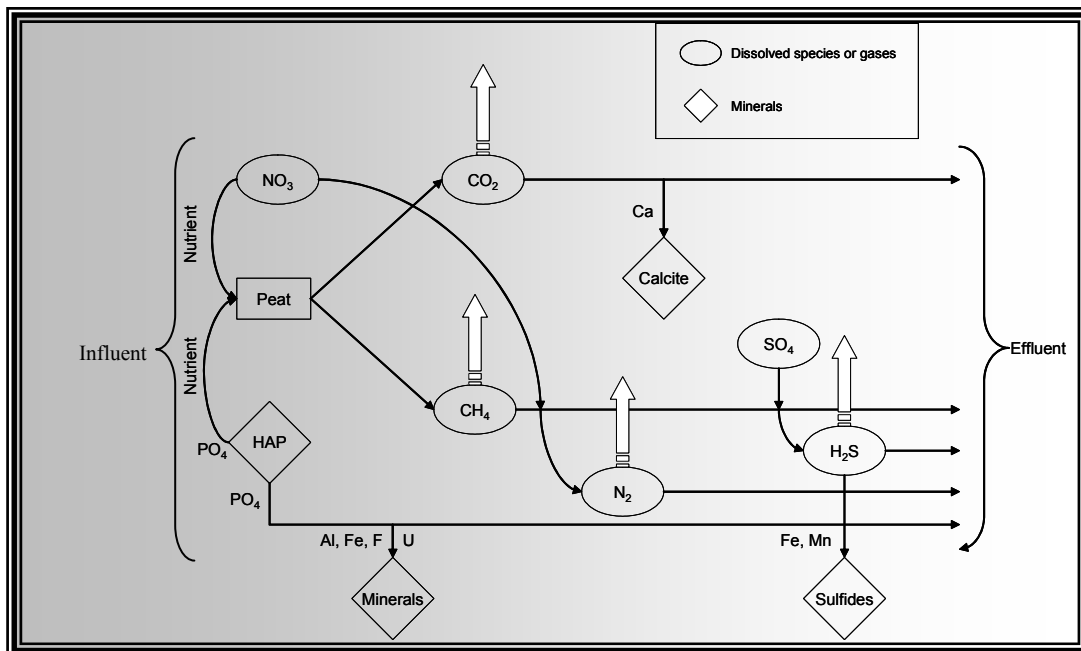 Dissolved species or gases
Minerals
NO₃
CO₂
Nutrient
Ca
Calcite
Peat
Influent
Nutrient
SO₄
Effluent
CH₄
HAP
PO₄
H₂S
PO₄
N₂
Al, Fe, F U
Fe, Mn
Minerals
Sulfides